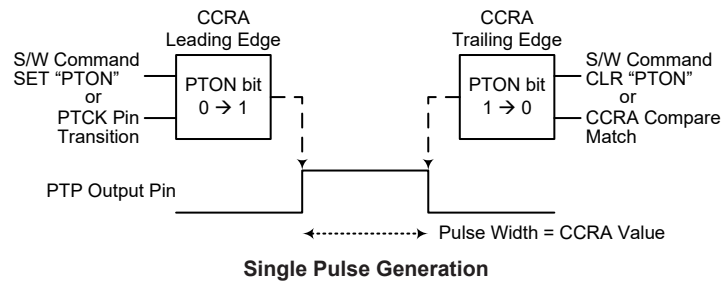 CCRA
Leading Edge
S/W Command
SET “PTON”
or
PTCK Pin
Transition
PTON bit
0 → 1
CCRA
Trailing Edge
PTON bit
1 → 0
S/W Command
CLR “PTON”
or
CCRA Compare
Match
PTP Output Pin
Pulse Width = CCRA Value
Single Pulse Generation